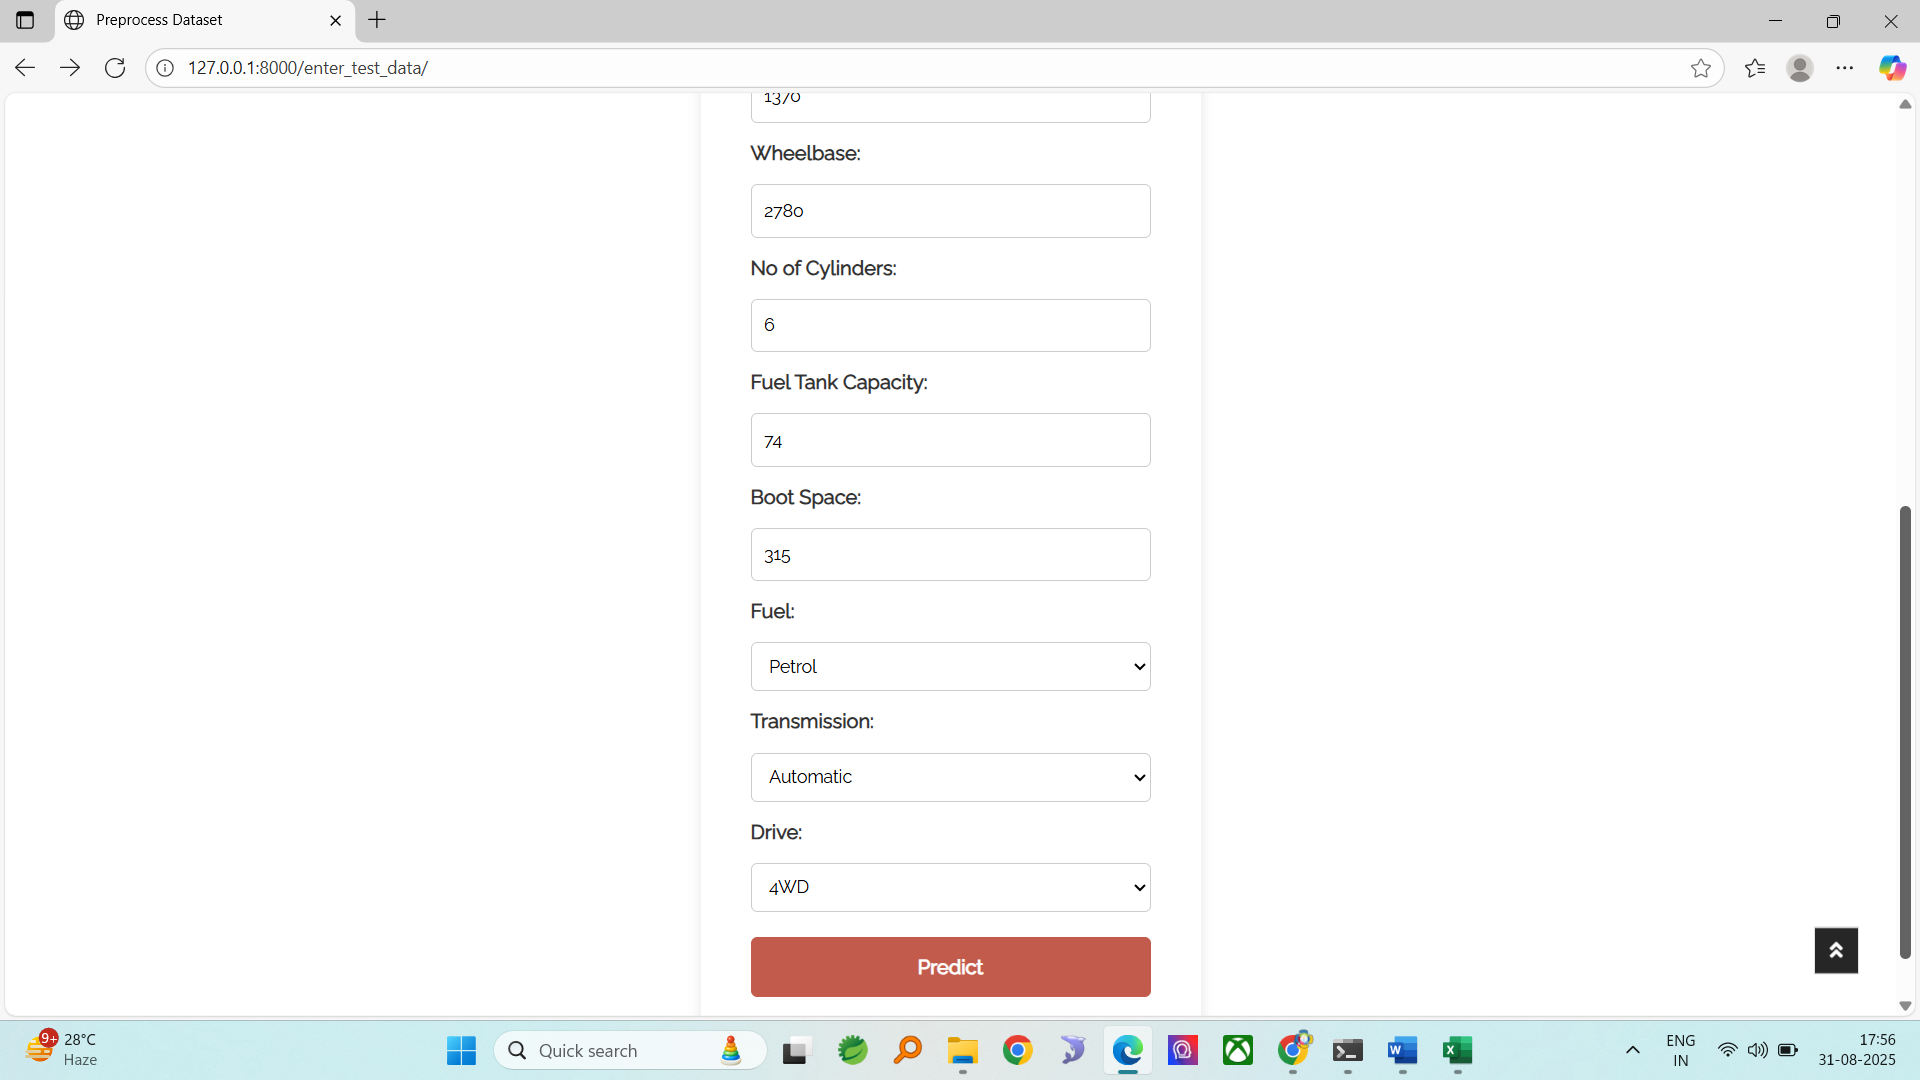 Preprocess Dataset
127.0.0.1:8000/enter_test_data/
1370
Wheelbase:
2780
No of Cylinders:
6
Fuel Tank Capacity:
74
Boot Space:
315
Fuel:
Petrol
Transmission:
Automatic
Drive:
4WD
Predict
9+
28°C
Haze
Quick search
ENG
IN
17:56
31-08-2025